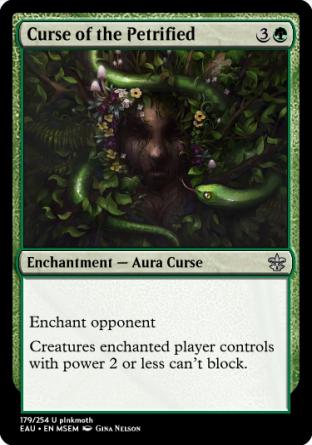 Curse of the Petrified 3
Enchantment — Aura Curse
Enchant opponent
Creatures enchanted player controls
with power 2 or less can't block.
179/254 U pinkmoth
EAU • EN MSEM Gina Nelson